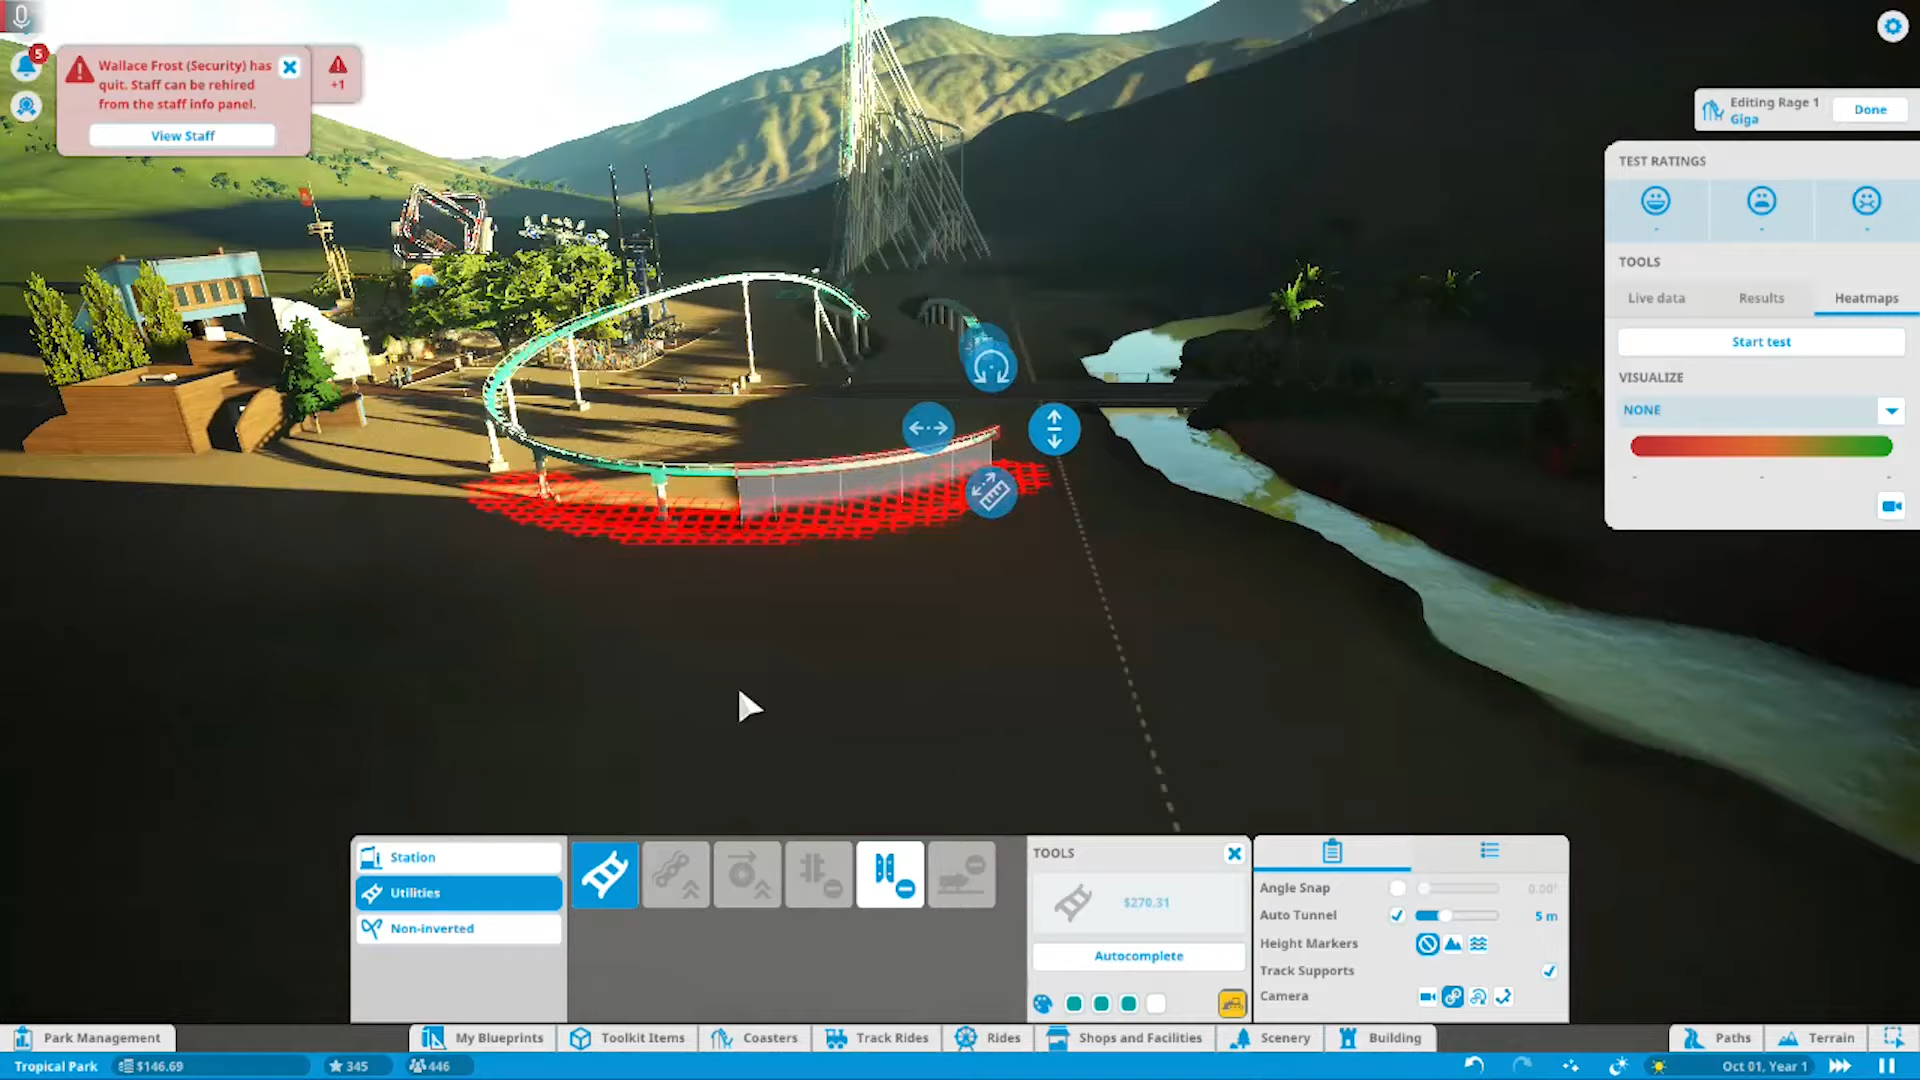 5
Wallace Frost (Security) has
quit. Staff can be rehired
from the staff info panel.
View Staff
+1
Editing Rage 1
Giga
Done
TEST RATINGS
-
-
-
TOOLS
Live data
Results
Heatmaps
Start test
VISUALIZE
NONE
-
-
-
Station
Utilities
Non-inverted
TOOLS
$270.31
Autocomplete
Angle Snap
0.00°
Auto Tunnel
5 m
Height Markers
Track Supports
Camera
Park Management
My Blueprints
Toolkit Items
Coasters
Track Rides
Rides
Shops and Facilities
Scenery
Building
Paths
Terrain
Tropical Park
$146.69
345
446
Oct 01, Year 1